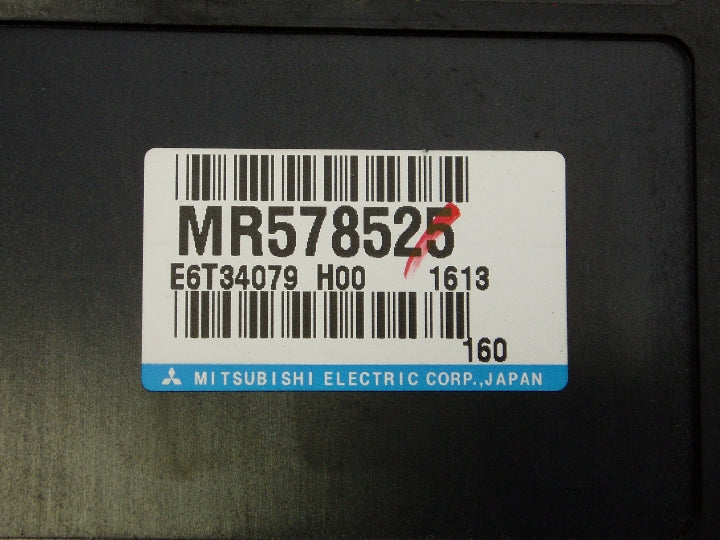 MR578525
E6T34079 H00 1613
160
MITSUBISHI ELECTRIC CORP.,JAPAN